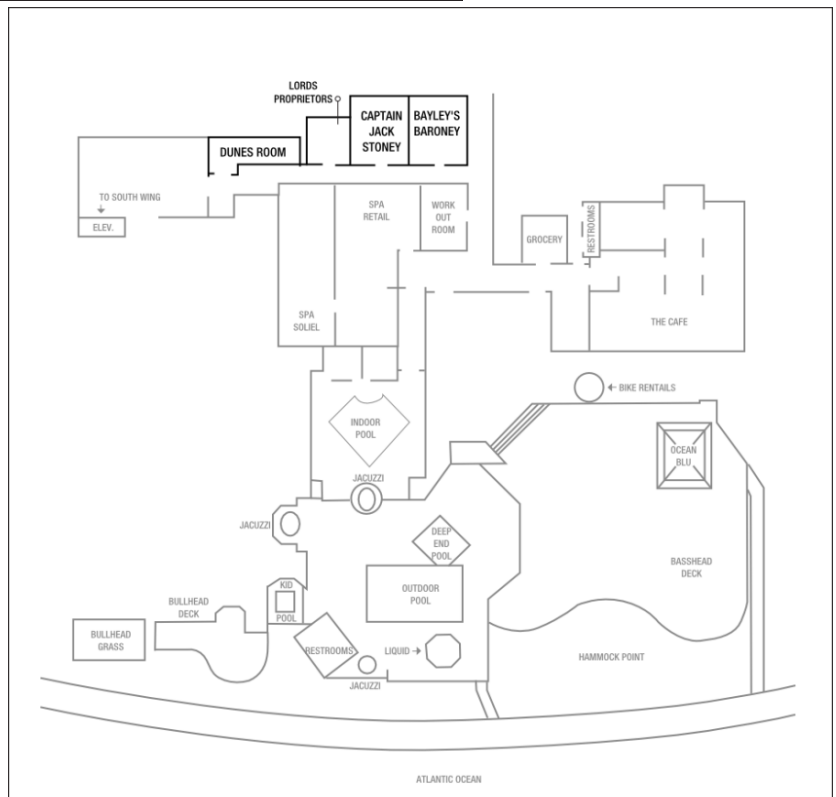 LORDS
PROPRIETORS
CAPTAIN
JACK
STONEY
BAYLEY'S
BARONEY
DUNES ROOM
TO SOUTH WING
ELEV.
SPA
RETAIL
WORK
OUT
ROOM
GROCERY
RESTROOMS
SPA
SOLIEL
THE CAFE
BIKE RENTAILS
INDOOR
POOL
OCEAN
BLU
JACUZZI
JACUZZI
DEEP
END
POOL
BASSHEAD
DECK
KID
POOL
OUTDOOR
POOL
BULLHEAD
DECK
BULLHEAD
GRASS
RESTROOMS
LIQUID
HAMMOCK POINT
JACUZZI
ATLANTIC OCEAN